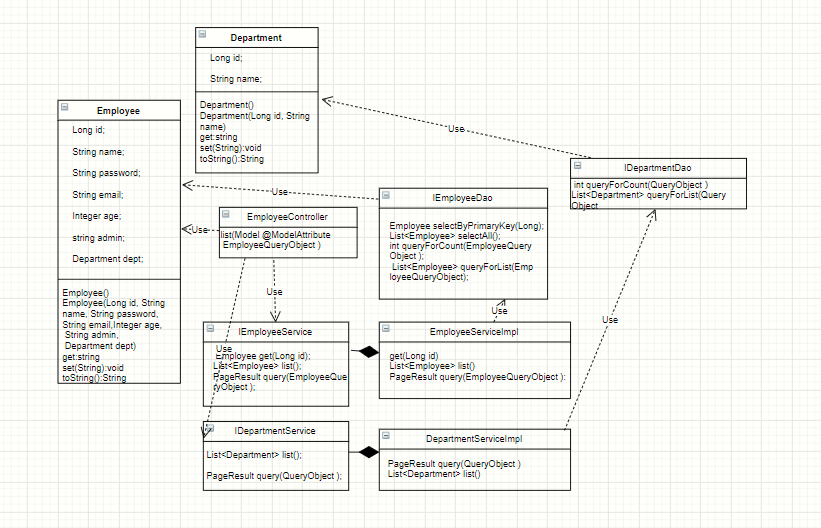 Department
Long id;
String name;
Department()
Department(Long id, String
name)
get:string
set(String):void
toString():String
Employee
Long id;
String name;
String password;
String email;
Integer age;
string admin;
Department dept;
Employee()
Employee(Long id, String
name, String password,
String email,Integer age,
String admin,
Department dept)
get:string
set(String):void
toString():String
Use
IDepartmentDao
int queryForCount(QueryObject )
List<Department> queryForList(Query
Object
Use
IEmployeeDao
Employee selectByPrimaryKey(Long);
List<Employee> selectAll();
int queryForCount(EmployeeQuery
Object );
List<Employee> queryForList(Emp
loyeeQueryObject);
Use
EmployeeController
list(Model @ModelAttribute
EmployeeQueryObject )
Use
Use
Use
Use
IEmployeeService
Employee get(Long id);
List<Employee> list();
PageResult query(EmployeeQue
ryObject );
EmployeeServiceImpl
get(Long id)
List<Employee> list()
PageResult query(EmployeeQueryObject ):
IDepartmentService
List<Department> list();
PageResult query(QueryObject );
DepartmentServiceImpl
PageResult query(QueryObject )
List<Department> list()
Use